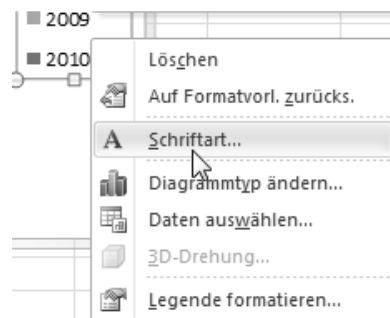 2009
2010
Löschen
Auf Formatvorl. zurücks.
A Schriftart...
Diagrammtyp ändern...
Daten auswählen...
3D-Drehung...
Legende formatieren...